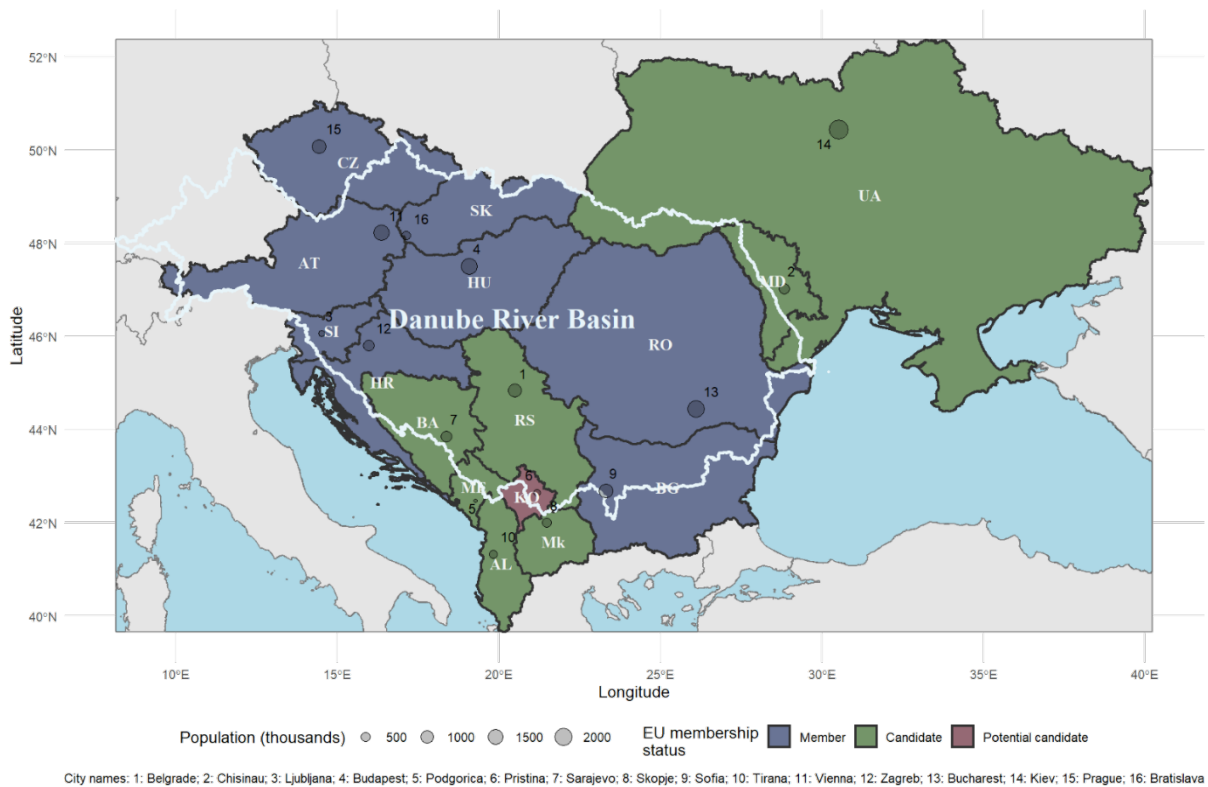 52°N
50°N
48°N
46°N
44°N
42°N
40°N
Latitude
15
CZ
14
UA
11
16
SK
4
AT
HU
2
MD
3
SI
12
Danube River Basin
RO
HR
1
13
BA
7
RS
ME
6
KO
9
BG
5
8
10
Mk
AL
10°E
15°E
20°E
25°E
30°E
35°E
40°E
Longitude
Population (thousands) 500 1000 1500 2000
EU membership
status
Member Candidate Potential candidate
City names: 1: Belgrade; 2: Chisinau; 3: Ljubljana; 4: Budapest; 5: Podgorica; 6: Pristina; 7: Sarajevo; 8: Skopje; 9: Sofia; 10: Tirana; 11: Vienna; 12: Zagreb; 13: Bucharest; 14: Kiev; 15: Prague; 16: Bratislava